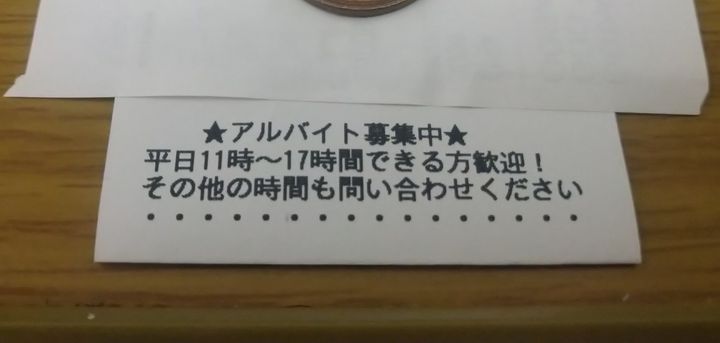 ★アルバイト募集中★
平日11時～17時間できる方歓迎！
その他の時間も問い合わせください
・・・・・・・・・・・・・・・・